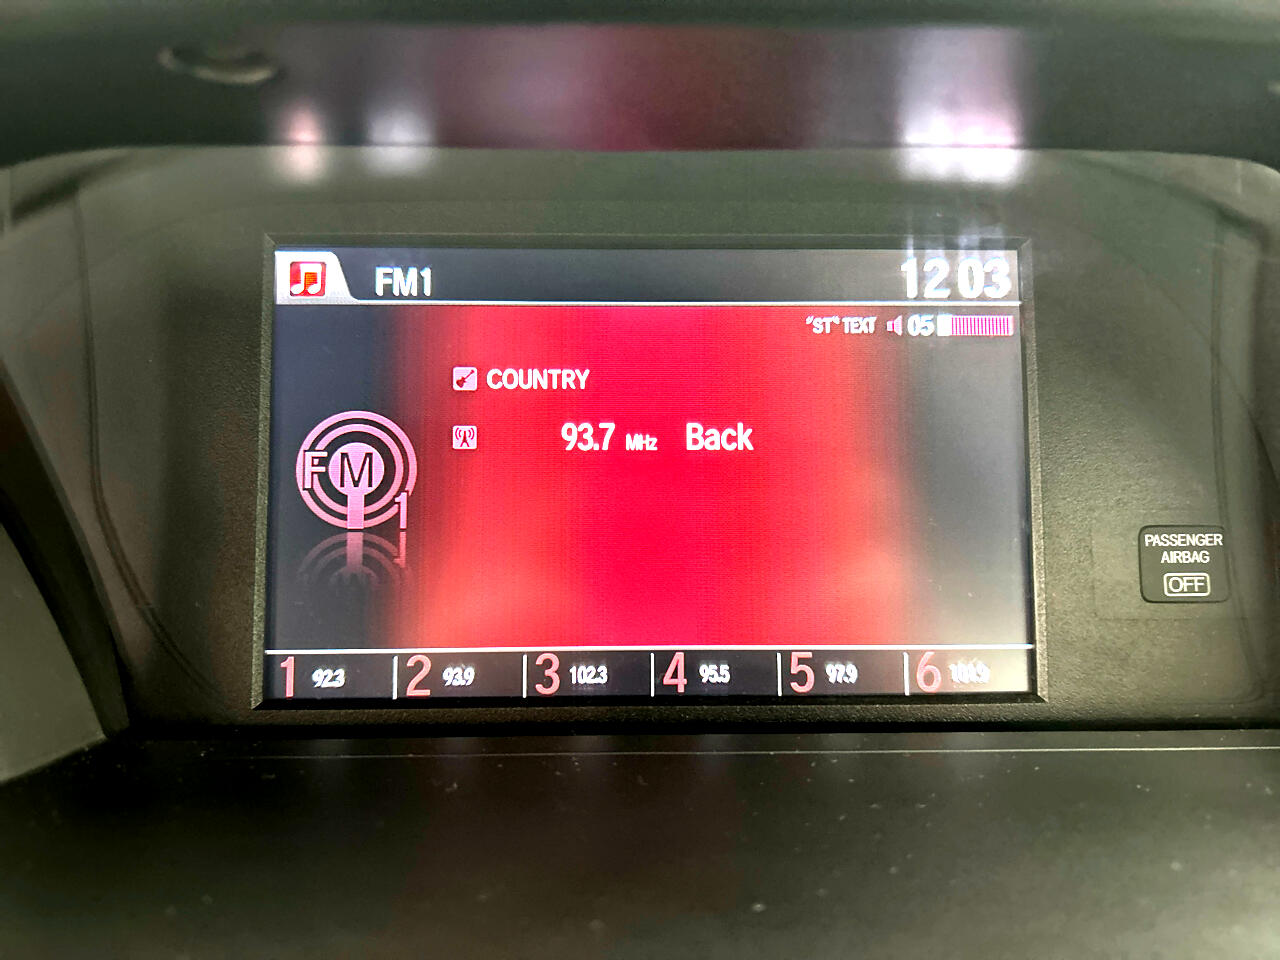 FM1 12 03
"ST" TEXT 05
COUNTRY
93.7 MHz Back
FM
1
PASSENGER
AIRBAG
OFF
1 92.3 2 93.9 3 102.3 4 95.5 5 97.9 6